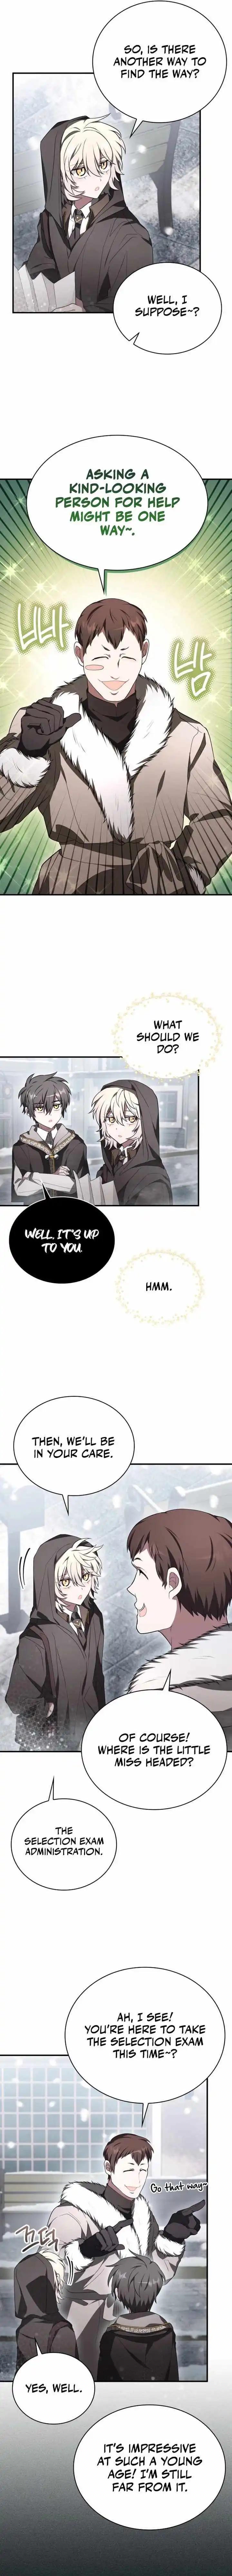 SO, IS THERE
ANOTHER WAY TO
FIND THE WAY?
WELL, I
SUPPOSE~?
ASKING A
KIND-LOOKING
PERSON FOR HELP
MIGHT BE ONE
WAY~.
빠
밤
WHAT
SHOULD WE
DO?
WELL. IT'S UP
TO YOU.
HMM.
THEN, WE'LL BE
IN YOUR CARE.
OF COURSE!
WHERE IS THE LITTLE
MISS HEADED?
THE
SELECTION EXAM
ADMINISTRATION.
AH, I SEE!
YOU'RE HERE TO TAKE
THE SELECTION EXAM
THIS TIME~?
Go that way~
끄덕
YES, WELL.
IT'S IMPRESSIVE
AT SUCH A YOUNG
AGE! I'M STILL
FAR FROM IT.